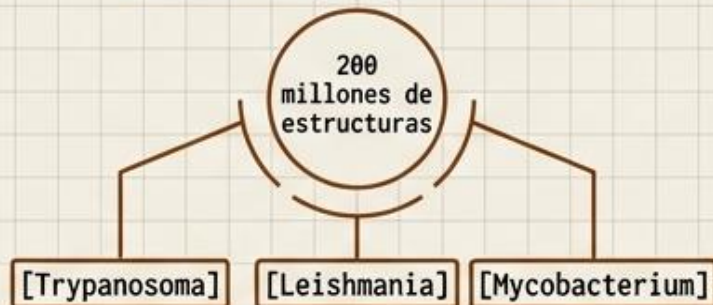 200
millones de
estructuras
[Trypanosoma]
[Leishmania]
[Mycobacterium]